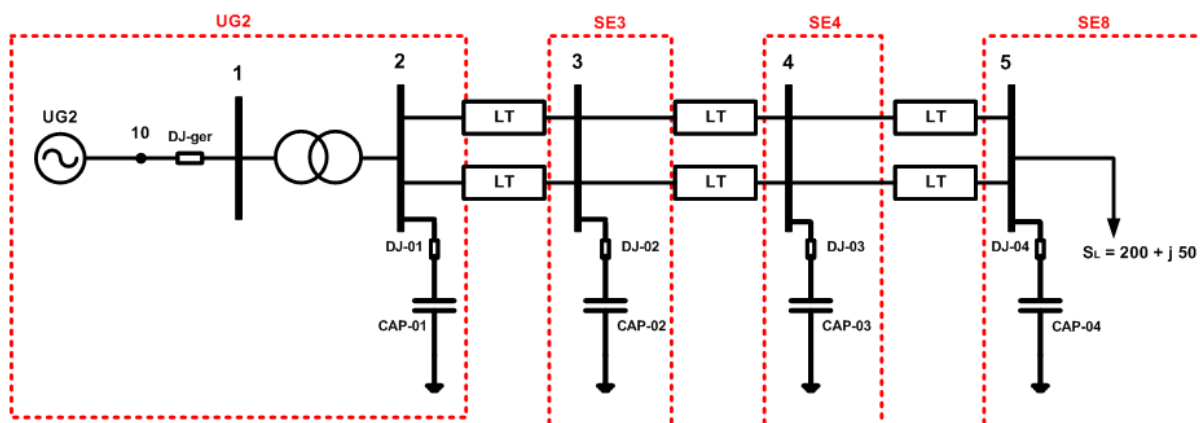 UG2
SE3
SE4
SE8
1
2
3
4
5
UG2
10
DJ-ger
LT
LT
LT
LT
LT
LT
DJ-01
DJ-02
DJ-03
DJ-04
SL = 200 + j 50
CAP-01
CAP-02
CAP-03
CAP-04